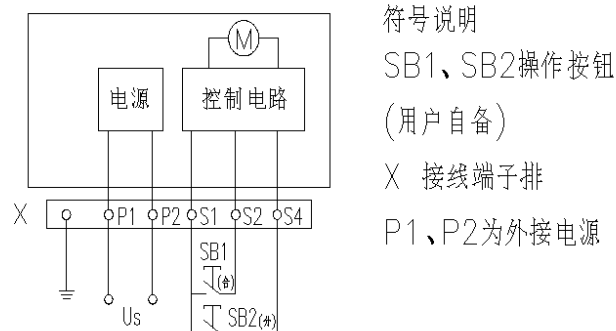 M
电源
控制电路
X P1 P2 S1 S2 S4
SB1
(合)
Us
SB2(分)
符号说明
SB1、SB2操作按钮
(用户自备)
X 接线端子排
P1、P2为外接电源